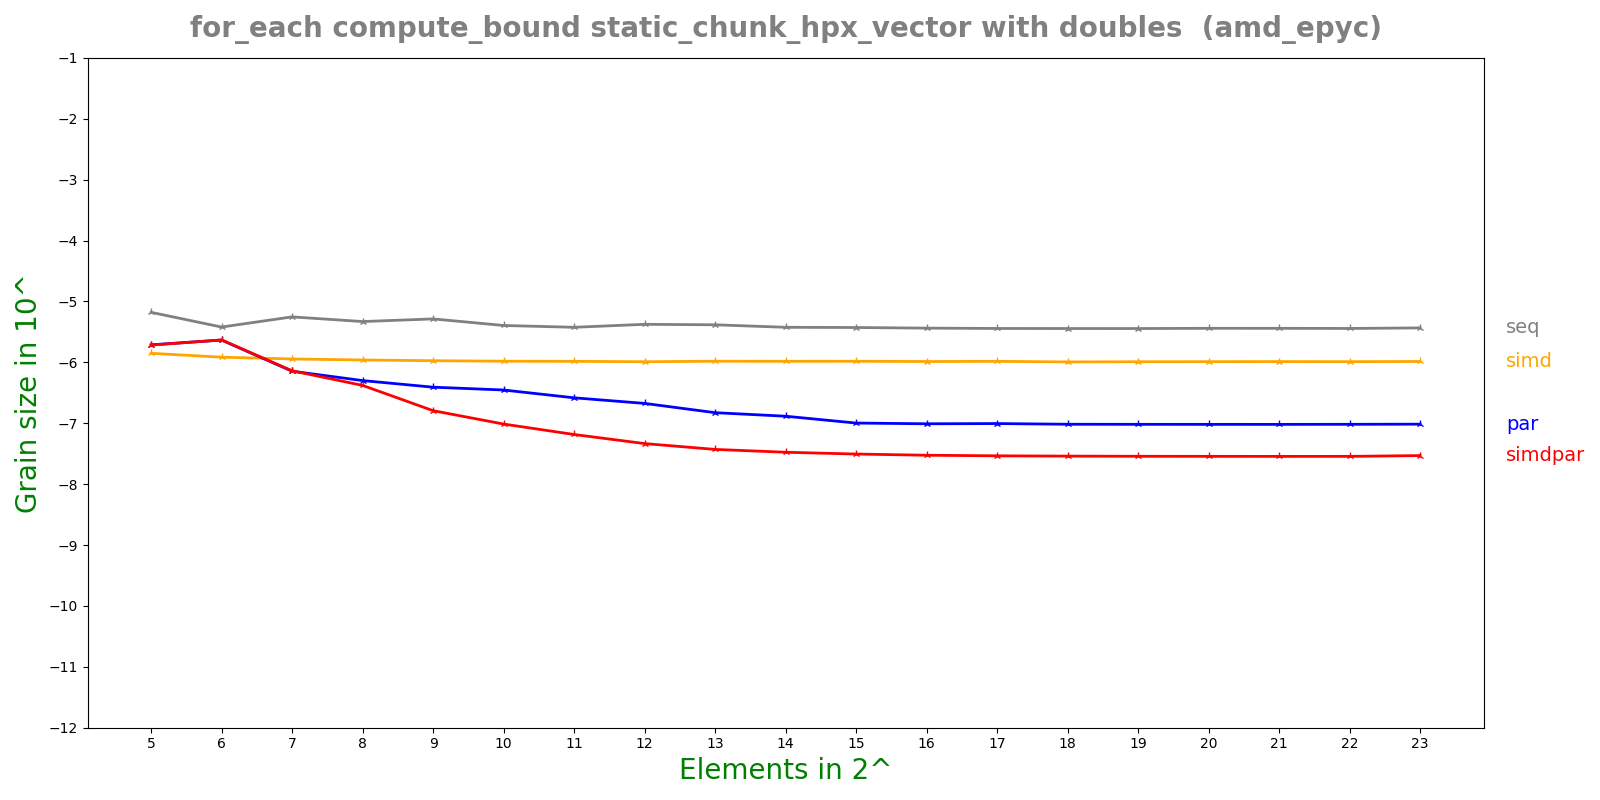 for_each compute_bound static_chunk_hpx_vector with doubles  (amd_epyc)
Grain size in 10^
−1
−2
−3
−4
−5
−6
−7
−8
−9
−10
−11
−12
seq
simd
par
simdpar
5 6 7 8 9 10 11 12 13 14 15 16 17 18 19 20 21 22 23
Elements in 2^